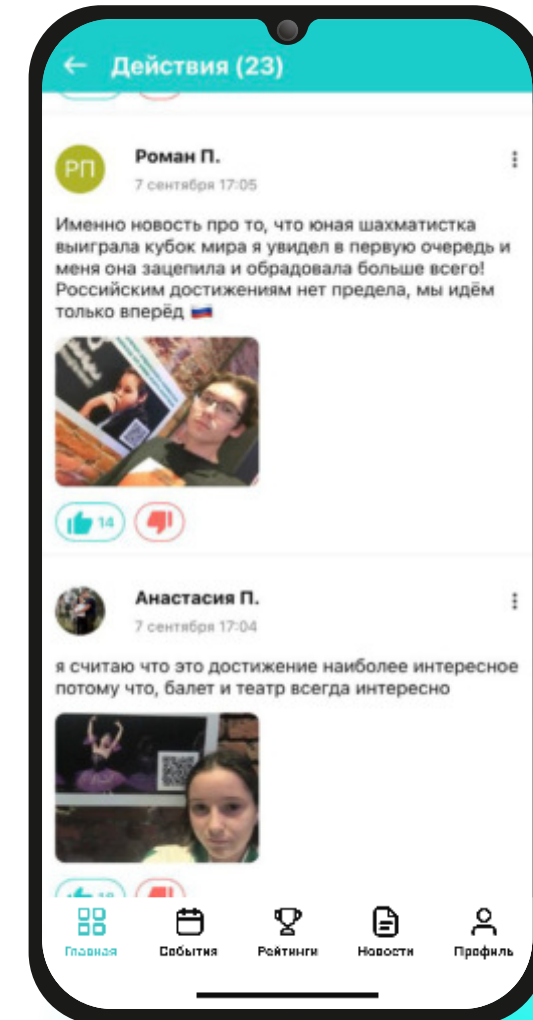 Действия (23)
РП
Роман П.
7 сентября 17:05
Именно новость про то, что юная шахматистка
выиграла кубок мира я увидел в первую очередь и
меня она зацепила и обрадовала больше всего!
Российским достижениям нет предела, мы идём
только вперёд 🇷🇺
14
Анастасия П.
7 сентября 17:04
я считаю что это достижение наиболее интересное
потому что, балет и театр всегда интересно
Главная
События
Рейтинги
Новости
Профиль